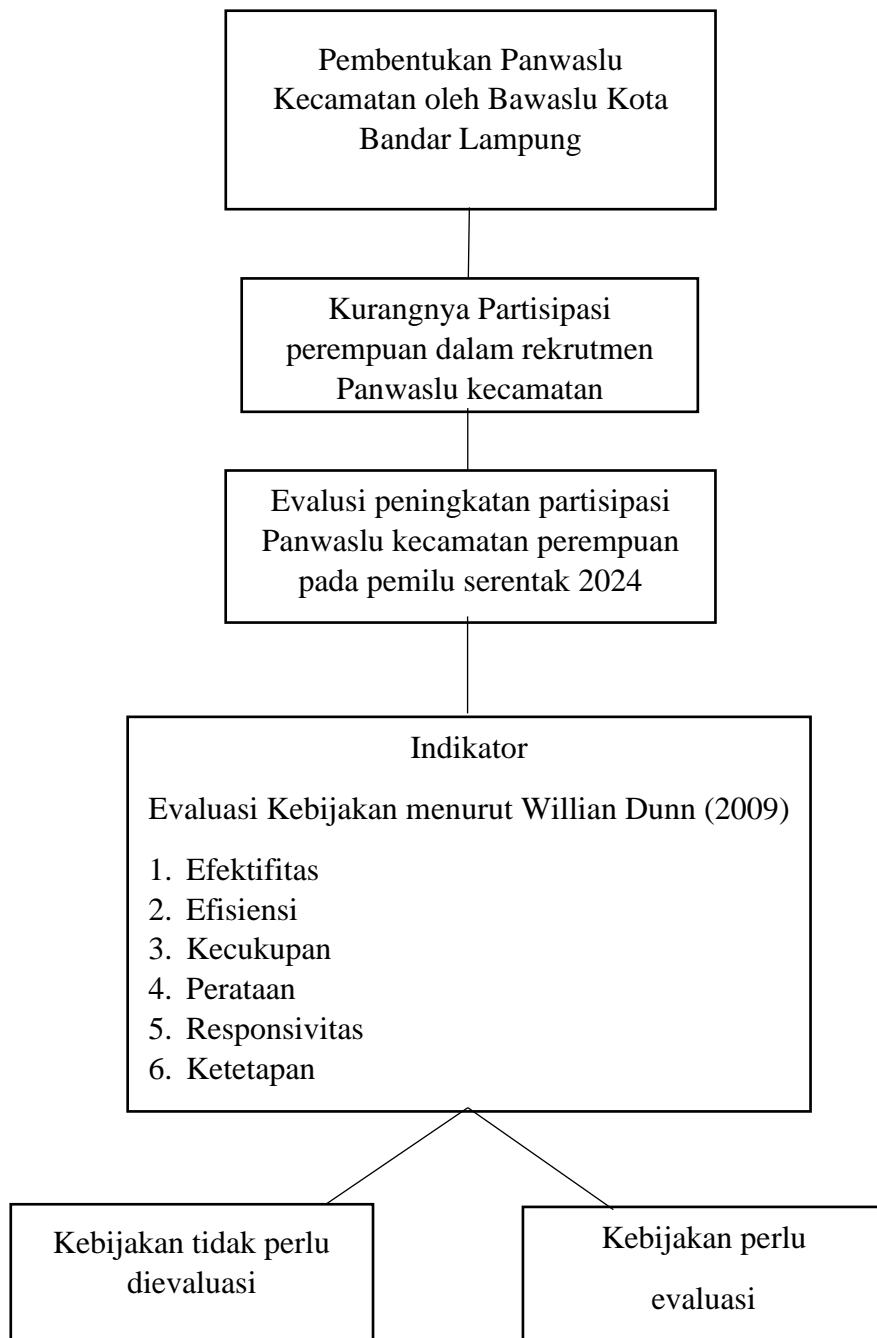 Pembentukan Panwaslu
Kecamatan oleh Bawaslu Kota
Bandar Lampung
Kurangnya Partisipasi
perempuan dalam rekrutmen
Panwaslu kecamatan
Evalusi peningkatan partisipasi
Panwaslu kecamatan perempuan
pada pemilu serentak 2024
Indikator
Evaluasi Kebijakan menurut Willian Dunn (2009)
1. Efektifitas
2. Efisiensi
3. Kecukupan
4. Perataan
5. Responsivitas
6. Ketetapan
Kebijakan tidak perlu
dievaluasi
Kebijakan perlu
evaluasi